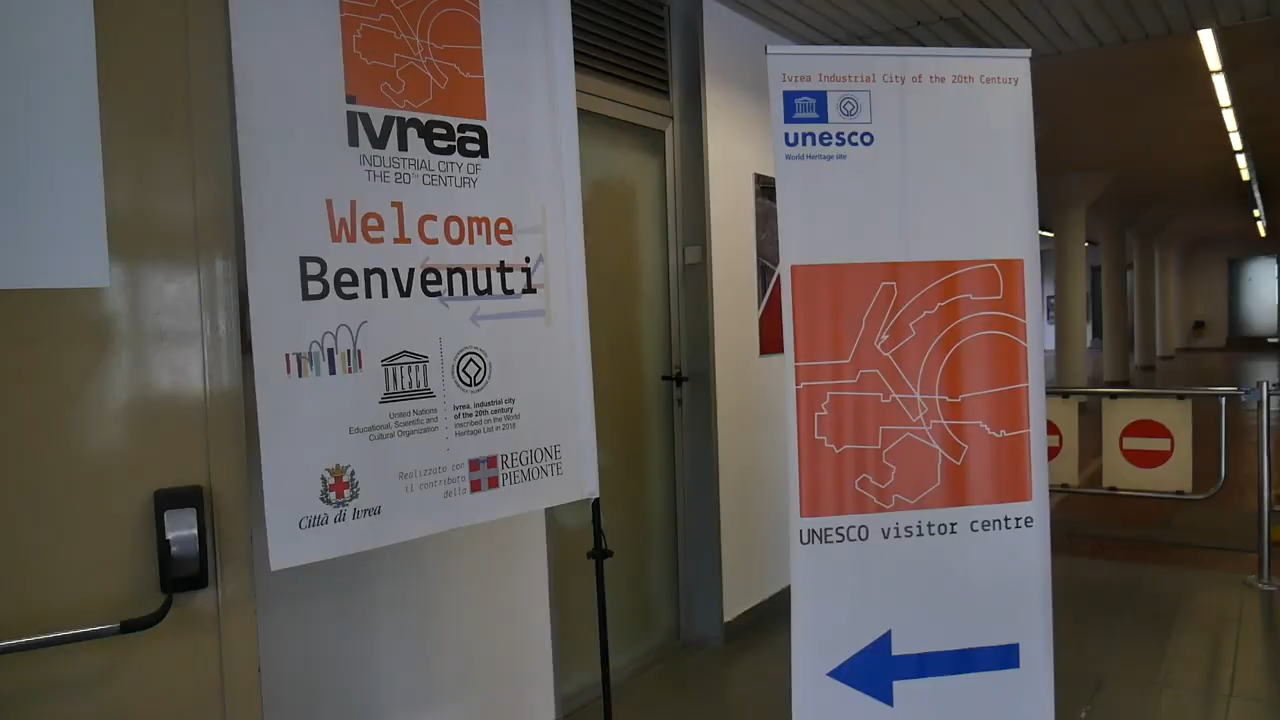 ivrea
INDUSTRIAL CITY OF
THE 20TH CENTURY
Welcome
Benvenuti
UNESCO
United Nations
Educational, Scientific and
Cultural Organization
Ivrea, industrial city
of the 20th century
inscribed on the World
Heritage List in 2018
Città di Ivrea
Realizzato con
il contributo
della
REGIONE
PIEMONTE
Ivrea Industrial City of the 20th Century
unesco
World Heritage site
UNESCO visitor centre